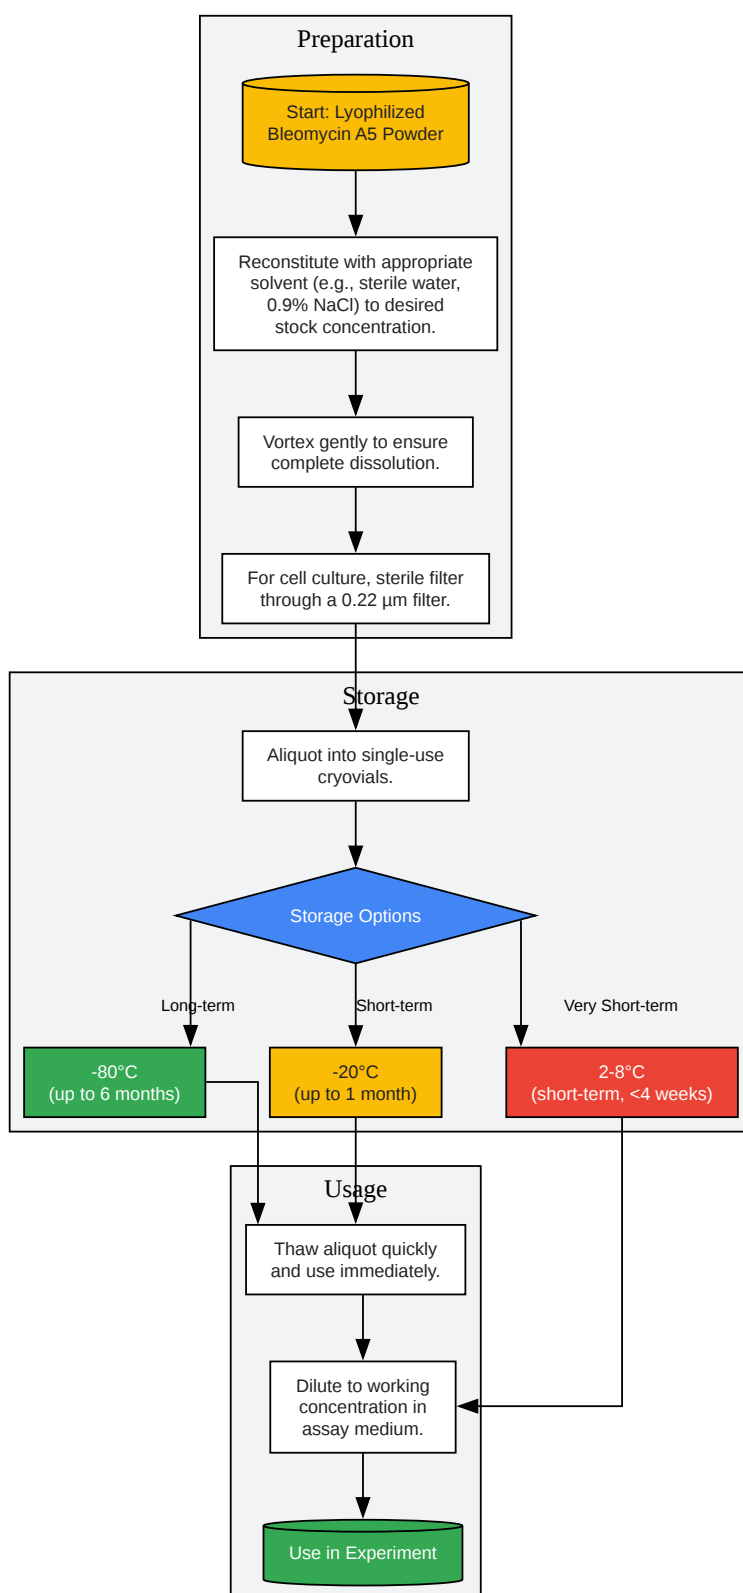 Preparation
Start: Lyophilized
Bleomycin A5 Powder
Reconstitute with appropriate
solvent (e.g., sterile water,
0.9% NaCl) to desired
stock concentration.
Vortex gently to ensure
complete dissolution.
For cell culture, sterile filter
through a 0.22 µm filter.
Storage
Aliquot into single-use
cryovials.
Storage Options
Long-term
Short-term
Very Short-term
-80°C
(up to 6 months)
-20°C
(up to 1 month)
2-8°C
(short-term, <4 weeks)
Usage
Thaw aliquot quickly
and use immediately.
Dilute to working
concentration in
assay medium.
Use in Experiment